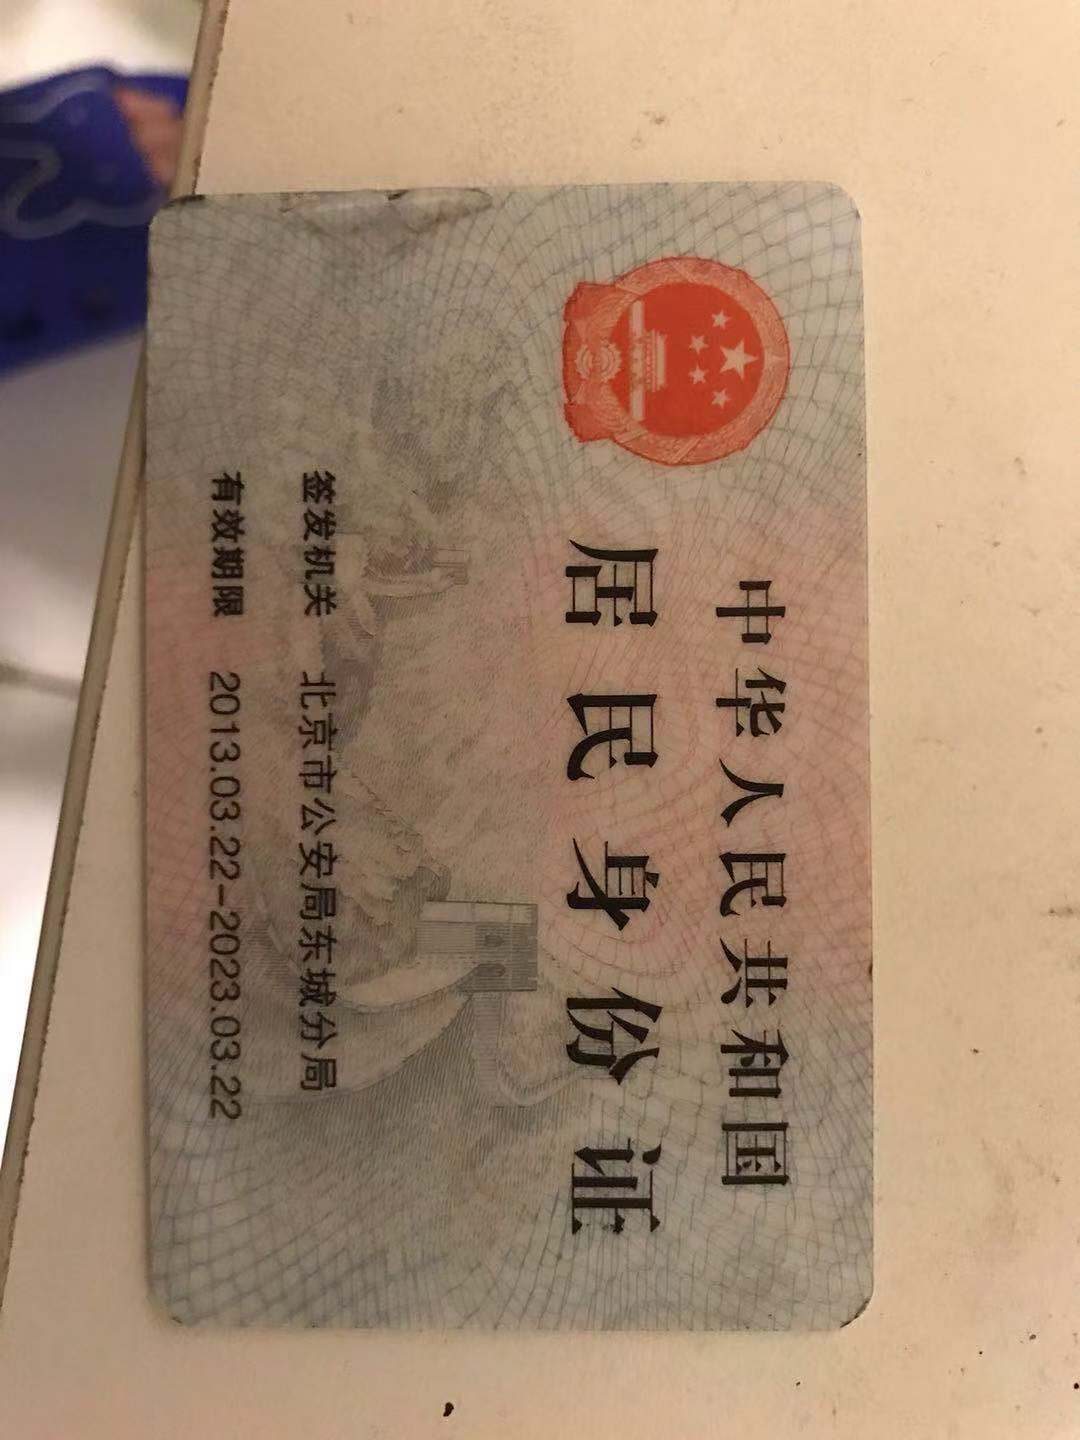 中华人民共和国
居民身份证
签发机关 北京市公安局东城分局
有效期限 2013.03.22-2023.03.22